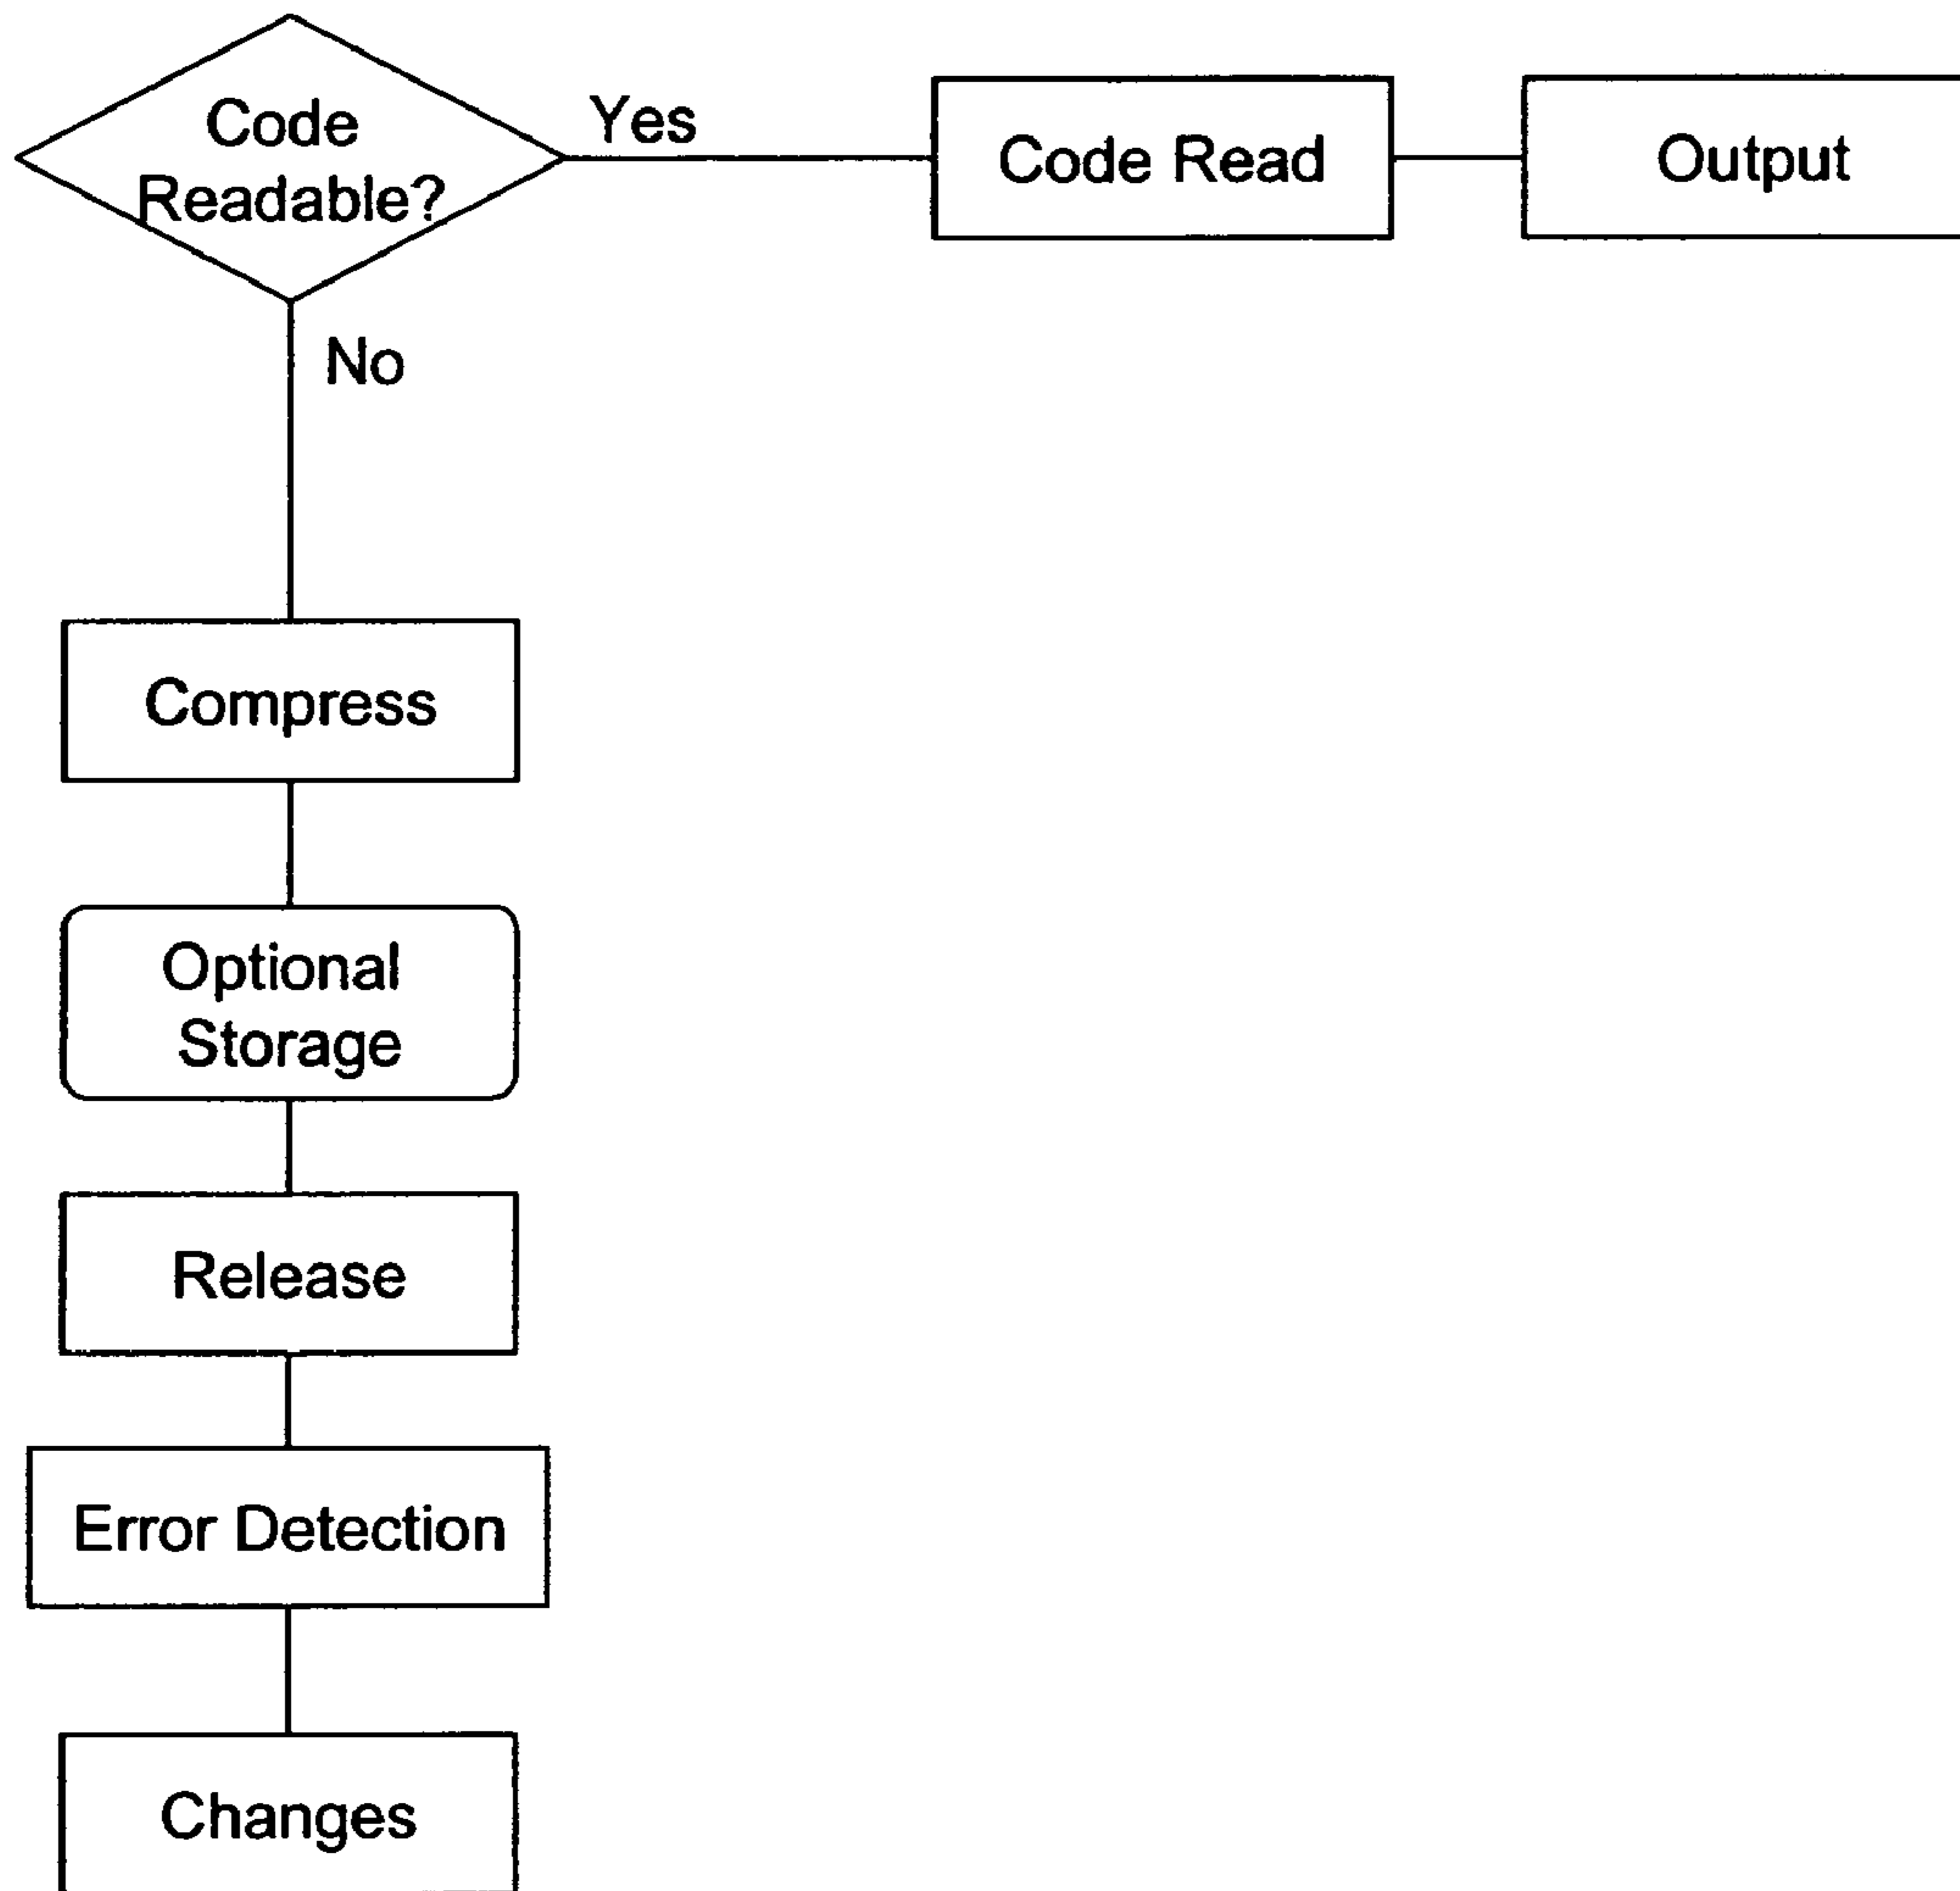 Code
Readable?
Yes
Code Read
Output
No
Compress
Optional
Storage
Release
Error Detection
Changes